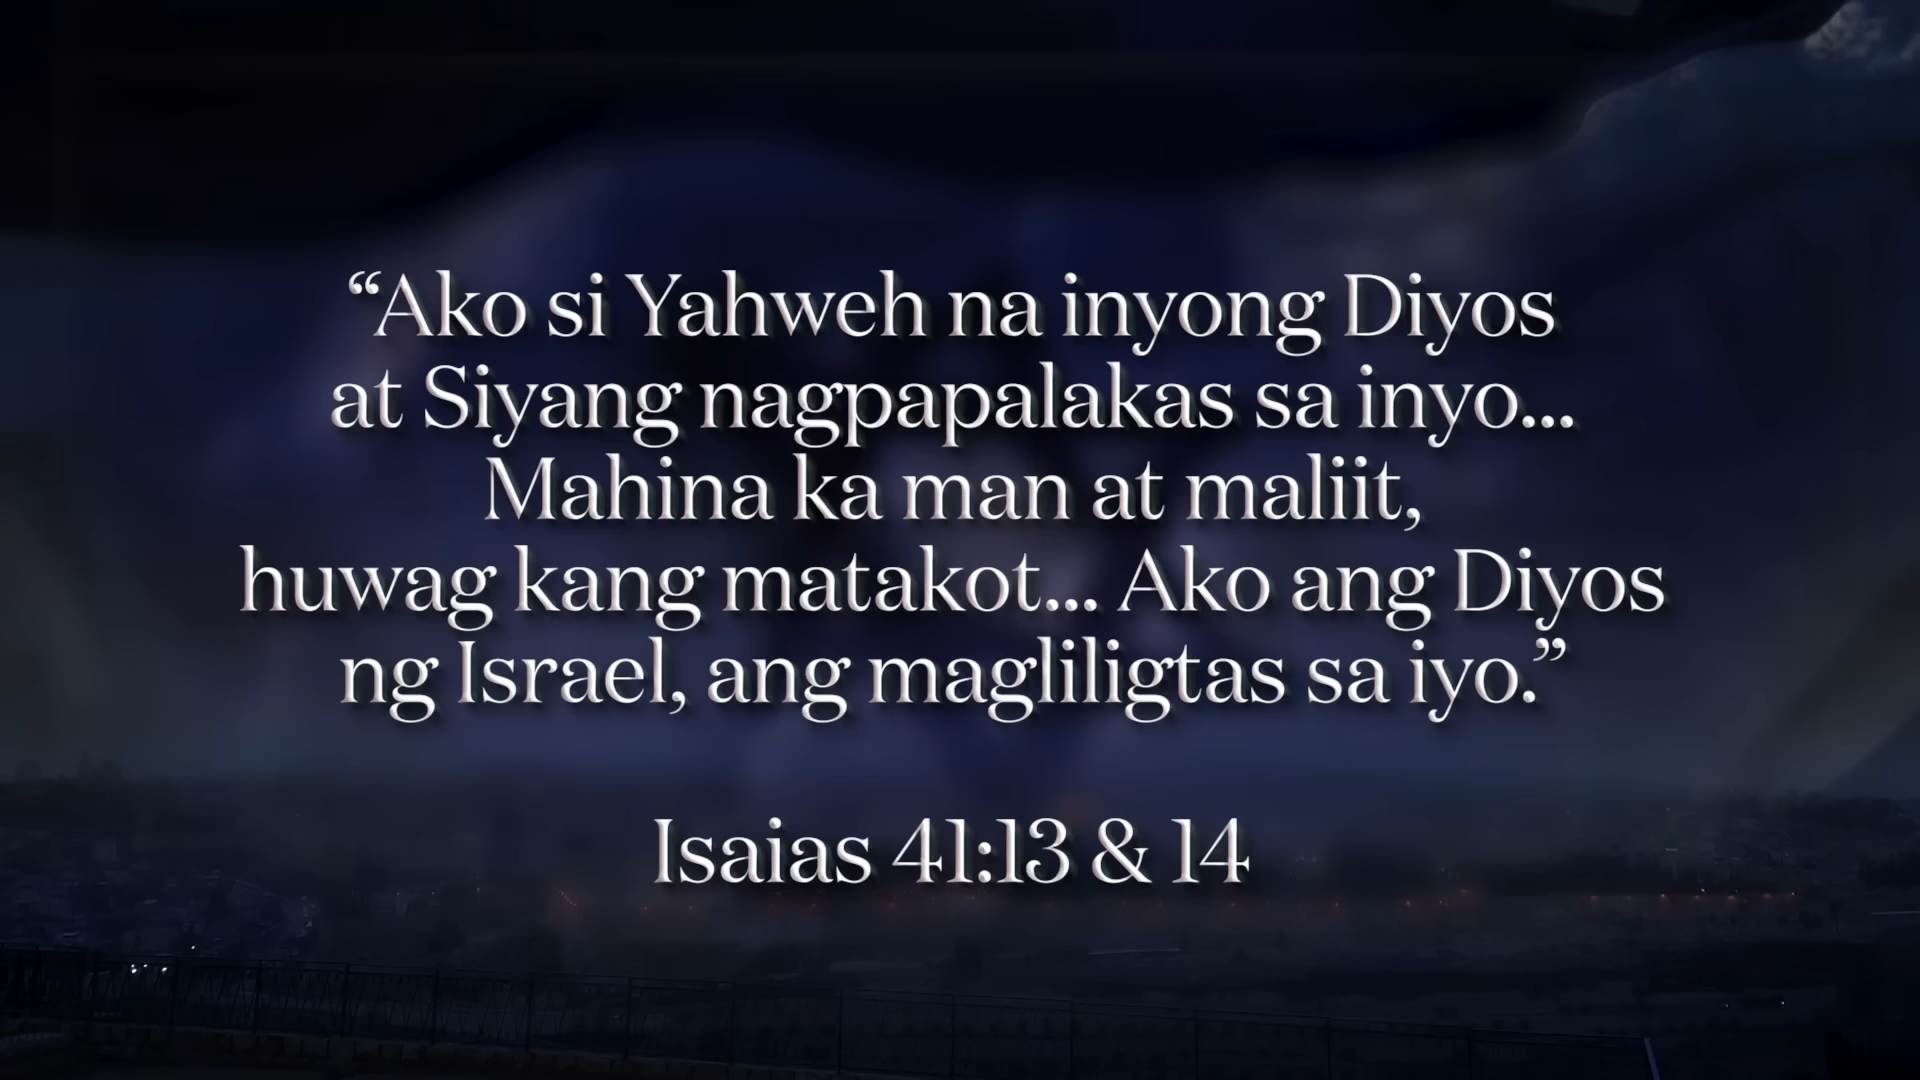 “Ako si Yahweh na inyong Diyos
at Siyang nagpapalakas sa inyo...
Mahina ka man at maliit,
huwag kang matakot... Ako ang Diyos
ng Israel, ang magliligtas sa iyo.”
Isaias 41:13 & 14